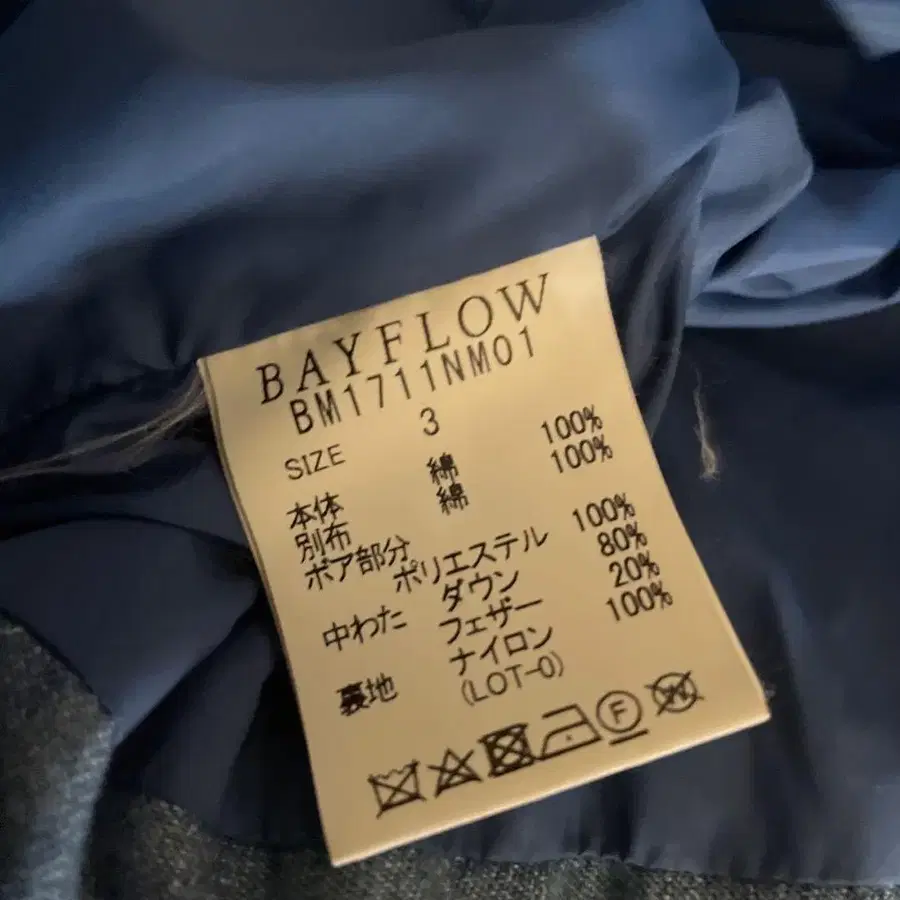 BAYFLOW
BM1711NM01
SIZE 3
本体 綿 100%
別布 綿 100%
ボア部分
ポリエステル 100%
中わた ダウン 80%
フェザー 20%
裏地 ナイロン 100%
(LOT-0)
F W